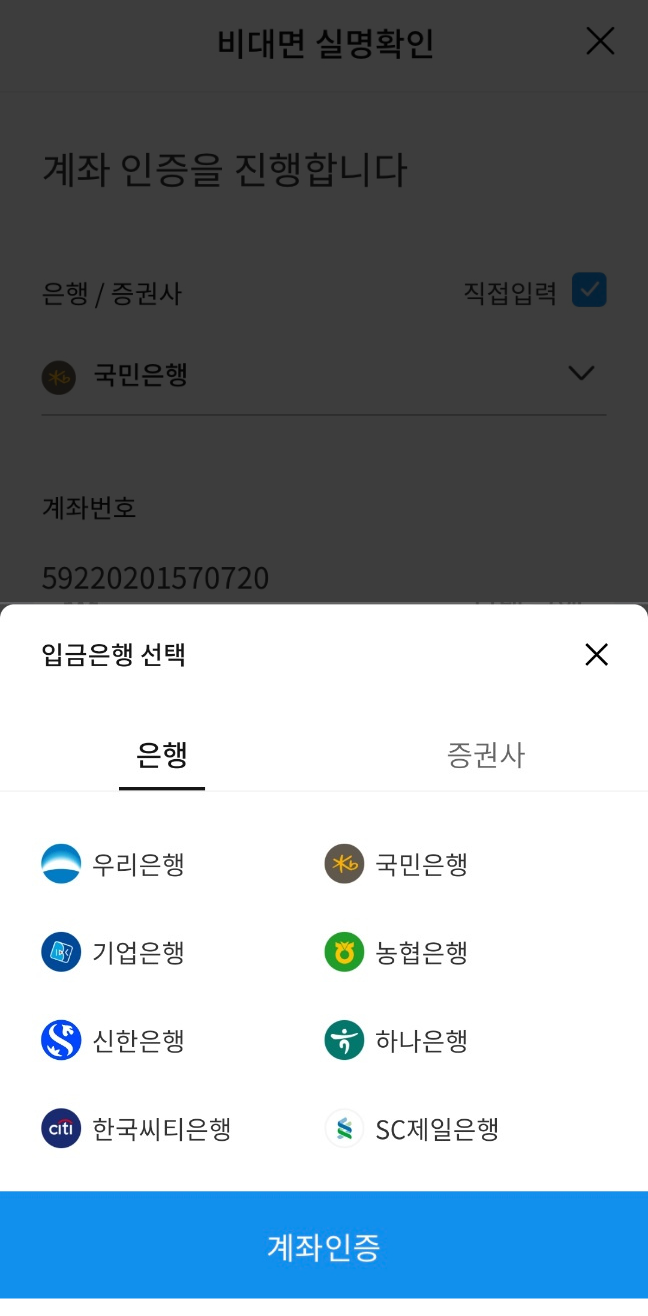 비대면 실명확인
계좌 인증을 진행합니다
은행 / 증권사 직접입력
국민은행
계좌번호
59220201570720
입금은행 선택
은행 증권사
우리은행 국민은행
기업은행 농협은행
신한은행 하나은행
citi 한국씨티은행 SC제일은행
계좌인증